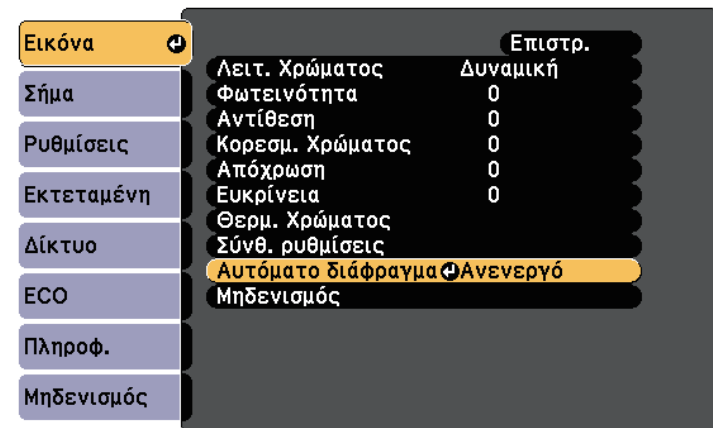 Εικόνα
Σήμα
Ρυθμίσεις
Εκτεταμένη
Δίκτυο
ECO
Πληροφ.
Μηδενισμός
Επιστρ.
Λειτ. Χρώματος Δυναμική
Φωτεινότητα 0
Αντίθεση 0
Κορεσμ. Χρώματος 0
Απόχρωση 0
Ευκρίνεια 0
Θερμ. Χρώματος
Σύνθ. ρυθμίσεις
Αυτόματο διάφραγμα Ανενεργό
Μηδενισμός